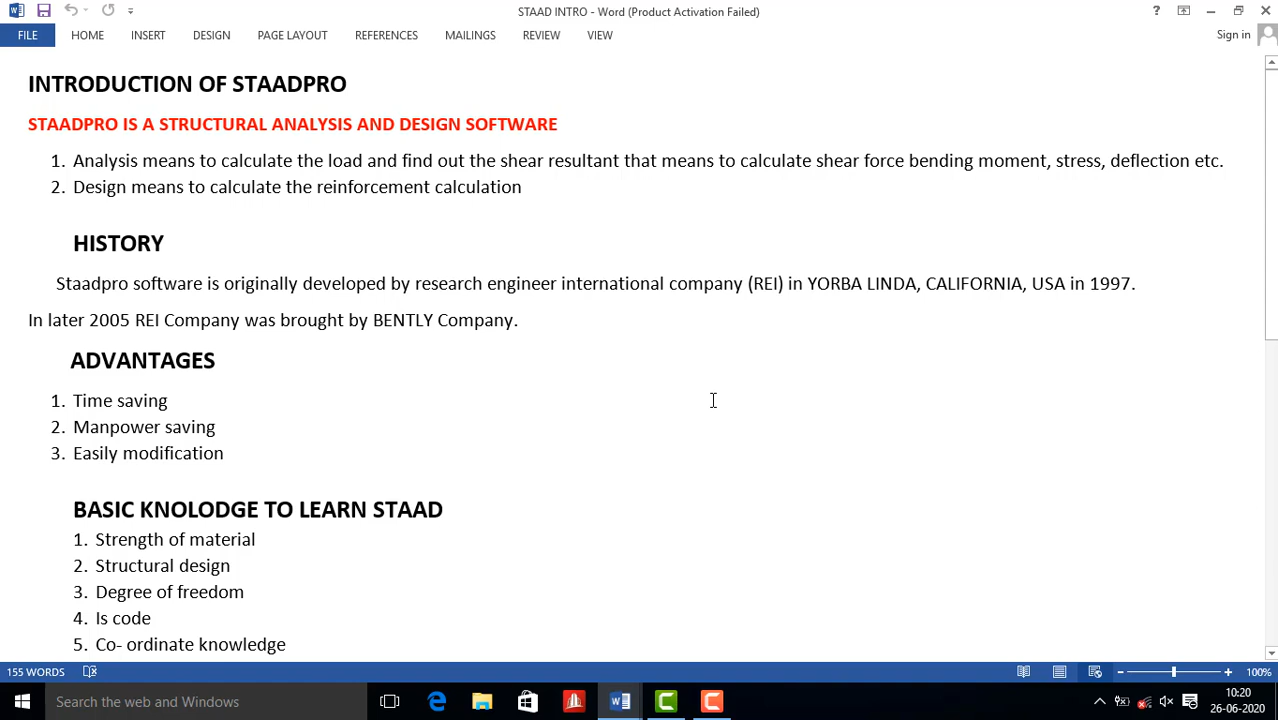 STAAD INTRO - Word (Product Activation Failed)
?
FILE HOME INSERT DESIGN PAGE LAYOUT REFERENCES MAILINGS REVIEW VIEW Sign in
INTRODUCTION OF STAADPRO
STAADPRO IS A STRUCTURAL ANALYSIS AND DESIGN SOFTWARE
1. Analysis means to calculate the load and find out the shear resultant that means to calculate shear force bending moment, stress, deflection etc.
2. Design means to calculate the reinforcement calculation
HISTORY
Staadpro software is originally developed by research engineer international company (REI) in YORBA LINDA, CALIFORNIA, USA in 1997.
In later 2005 REI Company was brought by BENTLY Company.
ADVANTAGES
1. Time saving
2. Manpower saving
3. Easily modification
BASIC KNOLODGE TO LEARN STAAD
1. Strength of material
2. Structural design
3. Degree of freedom
4. Is code
5. Co- ordinate knowledge
155 WORDS 100%
Search the web and Windows
10:20
26-06-2020